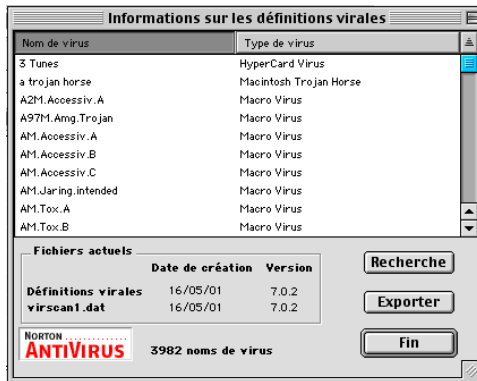 Informations sur les définitions virales
Nom de virus Type de virus
3 Tunes HyperCard Virus
a trojan horse Macintosh Trojan Horse
A2M.Accessiv.A Macro Virus
A97M.Amg.Trojan Macro Virus
AM.Accessiv.A Macro Virus
AM.Accessiv.B Macro Virus
AM.Accessiv.C Macro Virus
AM.Jaring.intended Macro Virus
AM.Tox.A Macro Virus
AM.Tox.B Macro Virus
Fichiers actuels
Date de création Version
Définitions virales 16/05/01 7.0.2
virscan1.dat 16/05/01 7.0.2
Recherche
Exporter
Fin
NORTON
ANTIVIRUS
3982 noms de virus